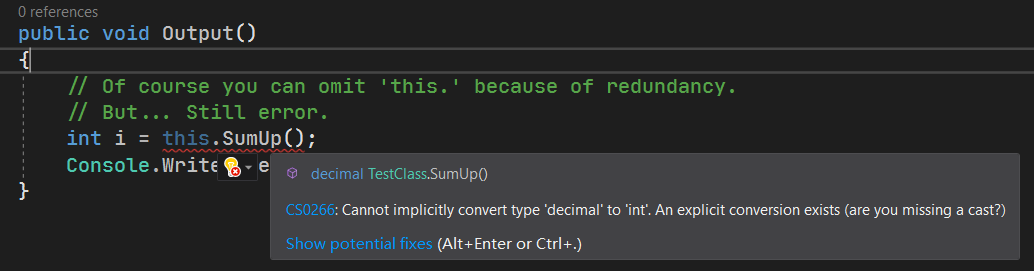 0 references
public void Output()
{
// Of course you can omit 'this.' because of redundancy.
// But... Still error.
int i = this.SumUp();
Console.Write
}
decimal TestClass.SumUp()
CS0266: Cannot implicitly convert type 'decimal' to 'int'. An explicit conversion exists (are you missing a cast?)
Show potential fixes (Alt+Enter or Ctrl+.)